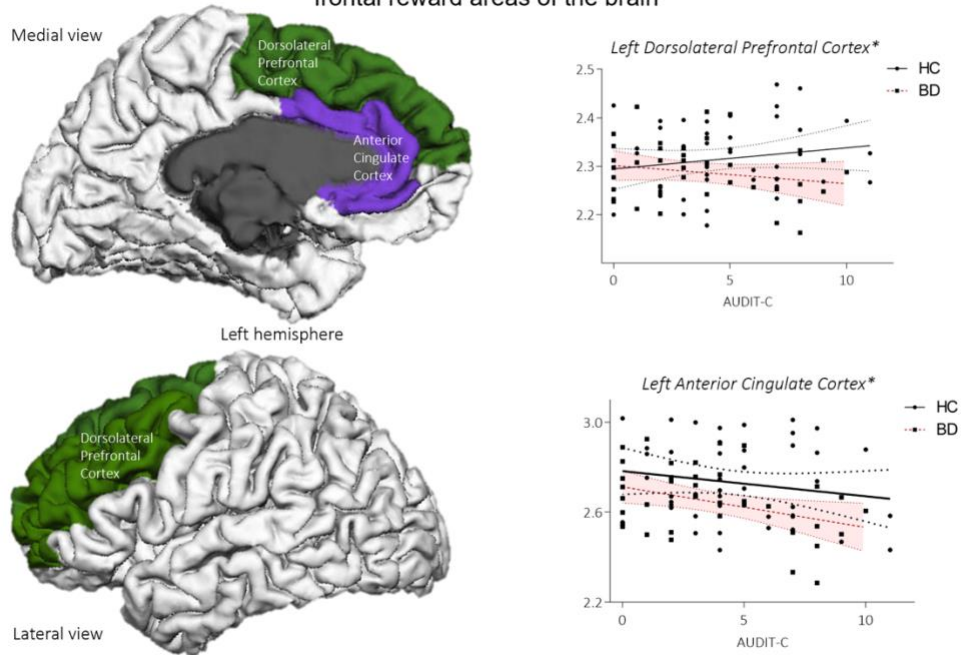 frontal reward areas of the brain
Medial view
Dorsolateral
Prefrontal
Cortex
Anterior
Cingulate
Cortex
Left hemisphere
Dorsolateral
Prefrontal
Cortex
Lateral view
Left Dorsolateral Prefrontal Cortex*
HC
BD
2.5
2.4
2.3
2.2
0
5
10
AUDIT-C
Left Anterior Cingulate Cortex*
HC
BD
3.0
2.6
2.2
0
5
10
AUDIT-C